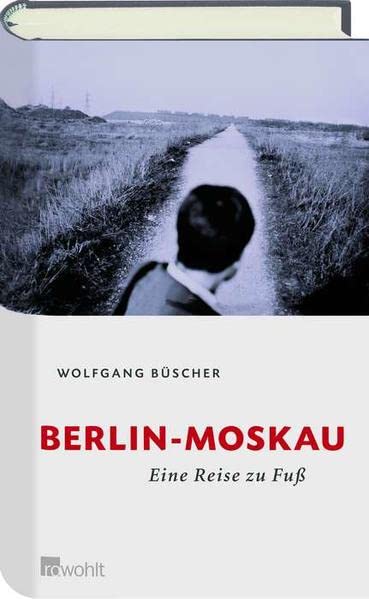 WOLFGANG BÜSCHER
BERLIN-MOSKAU
Eine Reise zu Fuß
rowohlt